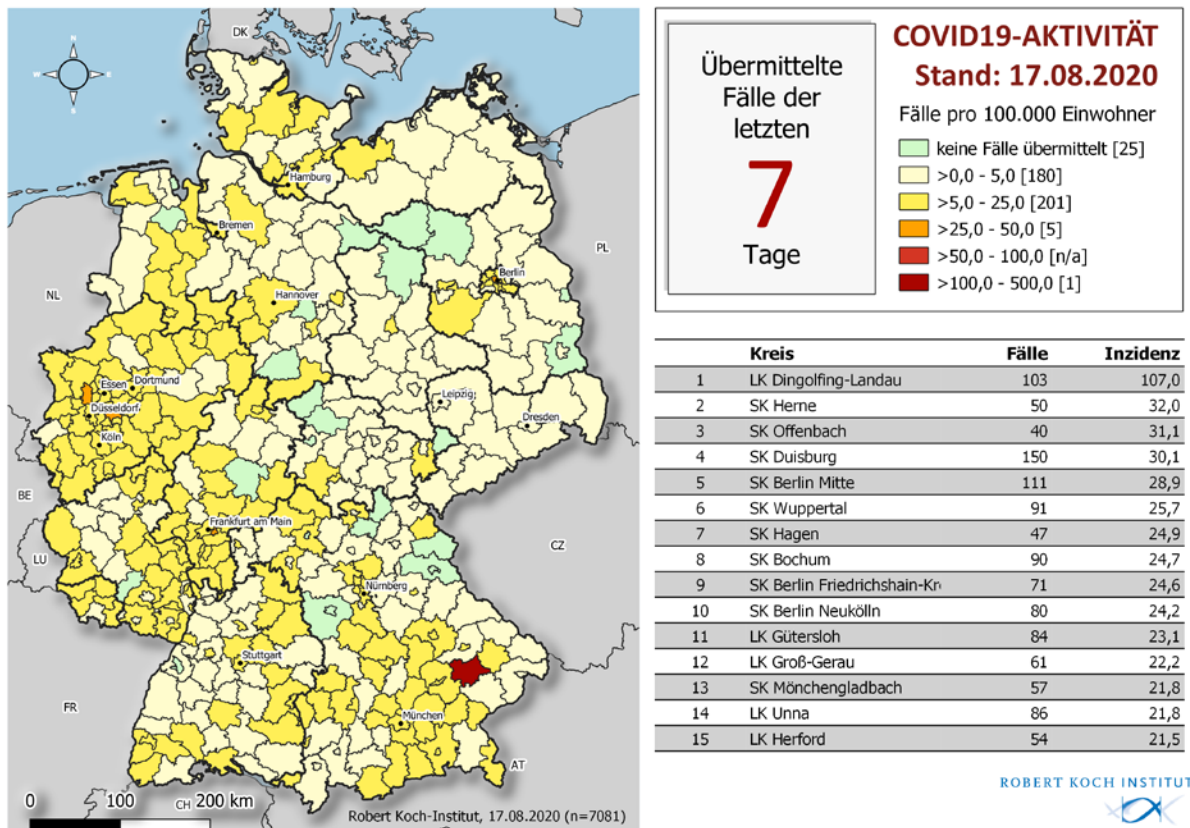 DK
N
W
E
S
Hamburg
Bremen
PL
Berlin
NL
Hannover
Essen
Dortmund
Düsseldorf
Leipzig
Dresden
Köln
BE
Frankfurt am Main
LU
CZ
Nürnberg
Stuttgart
FR
München
AT
0 100 200 km
CH
Robert Koch-Institut, 17.08.2020 (n=7081)
Übermittelte
Fälle der
letzten
7
Tage
COVID19-AKTIVITÄT
Stand: 17.08.2020
Fälle pro 100.000 Einwohner
keine Fälle übermittelt [25]
>0,0 - 5,0 [180]
>5,0 - 25,0 [201]
>25,0 - 50,0 [5]
>50,0 - 100,0 [n/a]
>100,0 - 500,0 [1]
Kreis Fälle Inzidenz
1 LK Dingolfing-Landau 103 107,0
2 SK Herne 50 32,0
3 SK Offenbach 40 31,1
4 SK Duisburg 150 30,1
5 SK Berlin Mitte 111 28,9
6 SK Wuppertal 91 25,7
7 SK Hagen 47 24,9
8 SK Bochum 90 24,7
9 SK Berlin Friedrichshain-Kre 71 24,6
10 SK Berlin Neukölln 80 24,2
11 LK Gütersloh 84 23,1
12 LK Groß-Gerau 61 22,2
13 SK Mönchengladbach 57 21,8
14 LK Unna 86 21,8
15 LK Herford 54 21,5
ROBERT KOCH INSTITUT